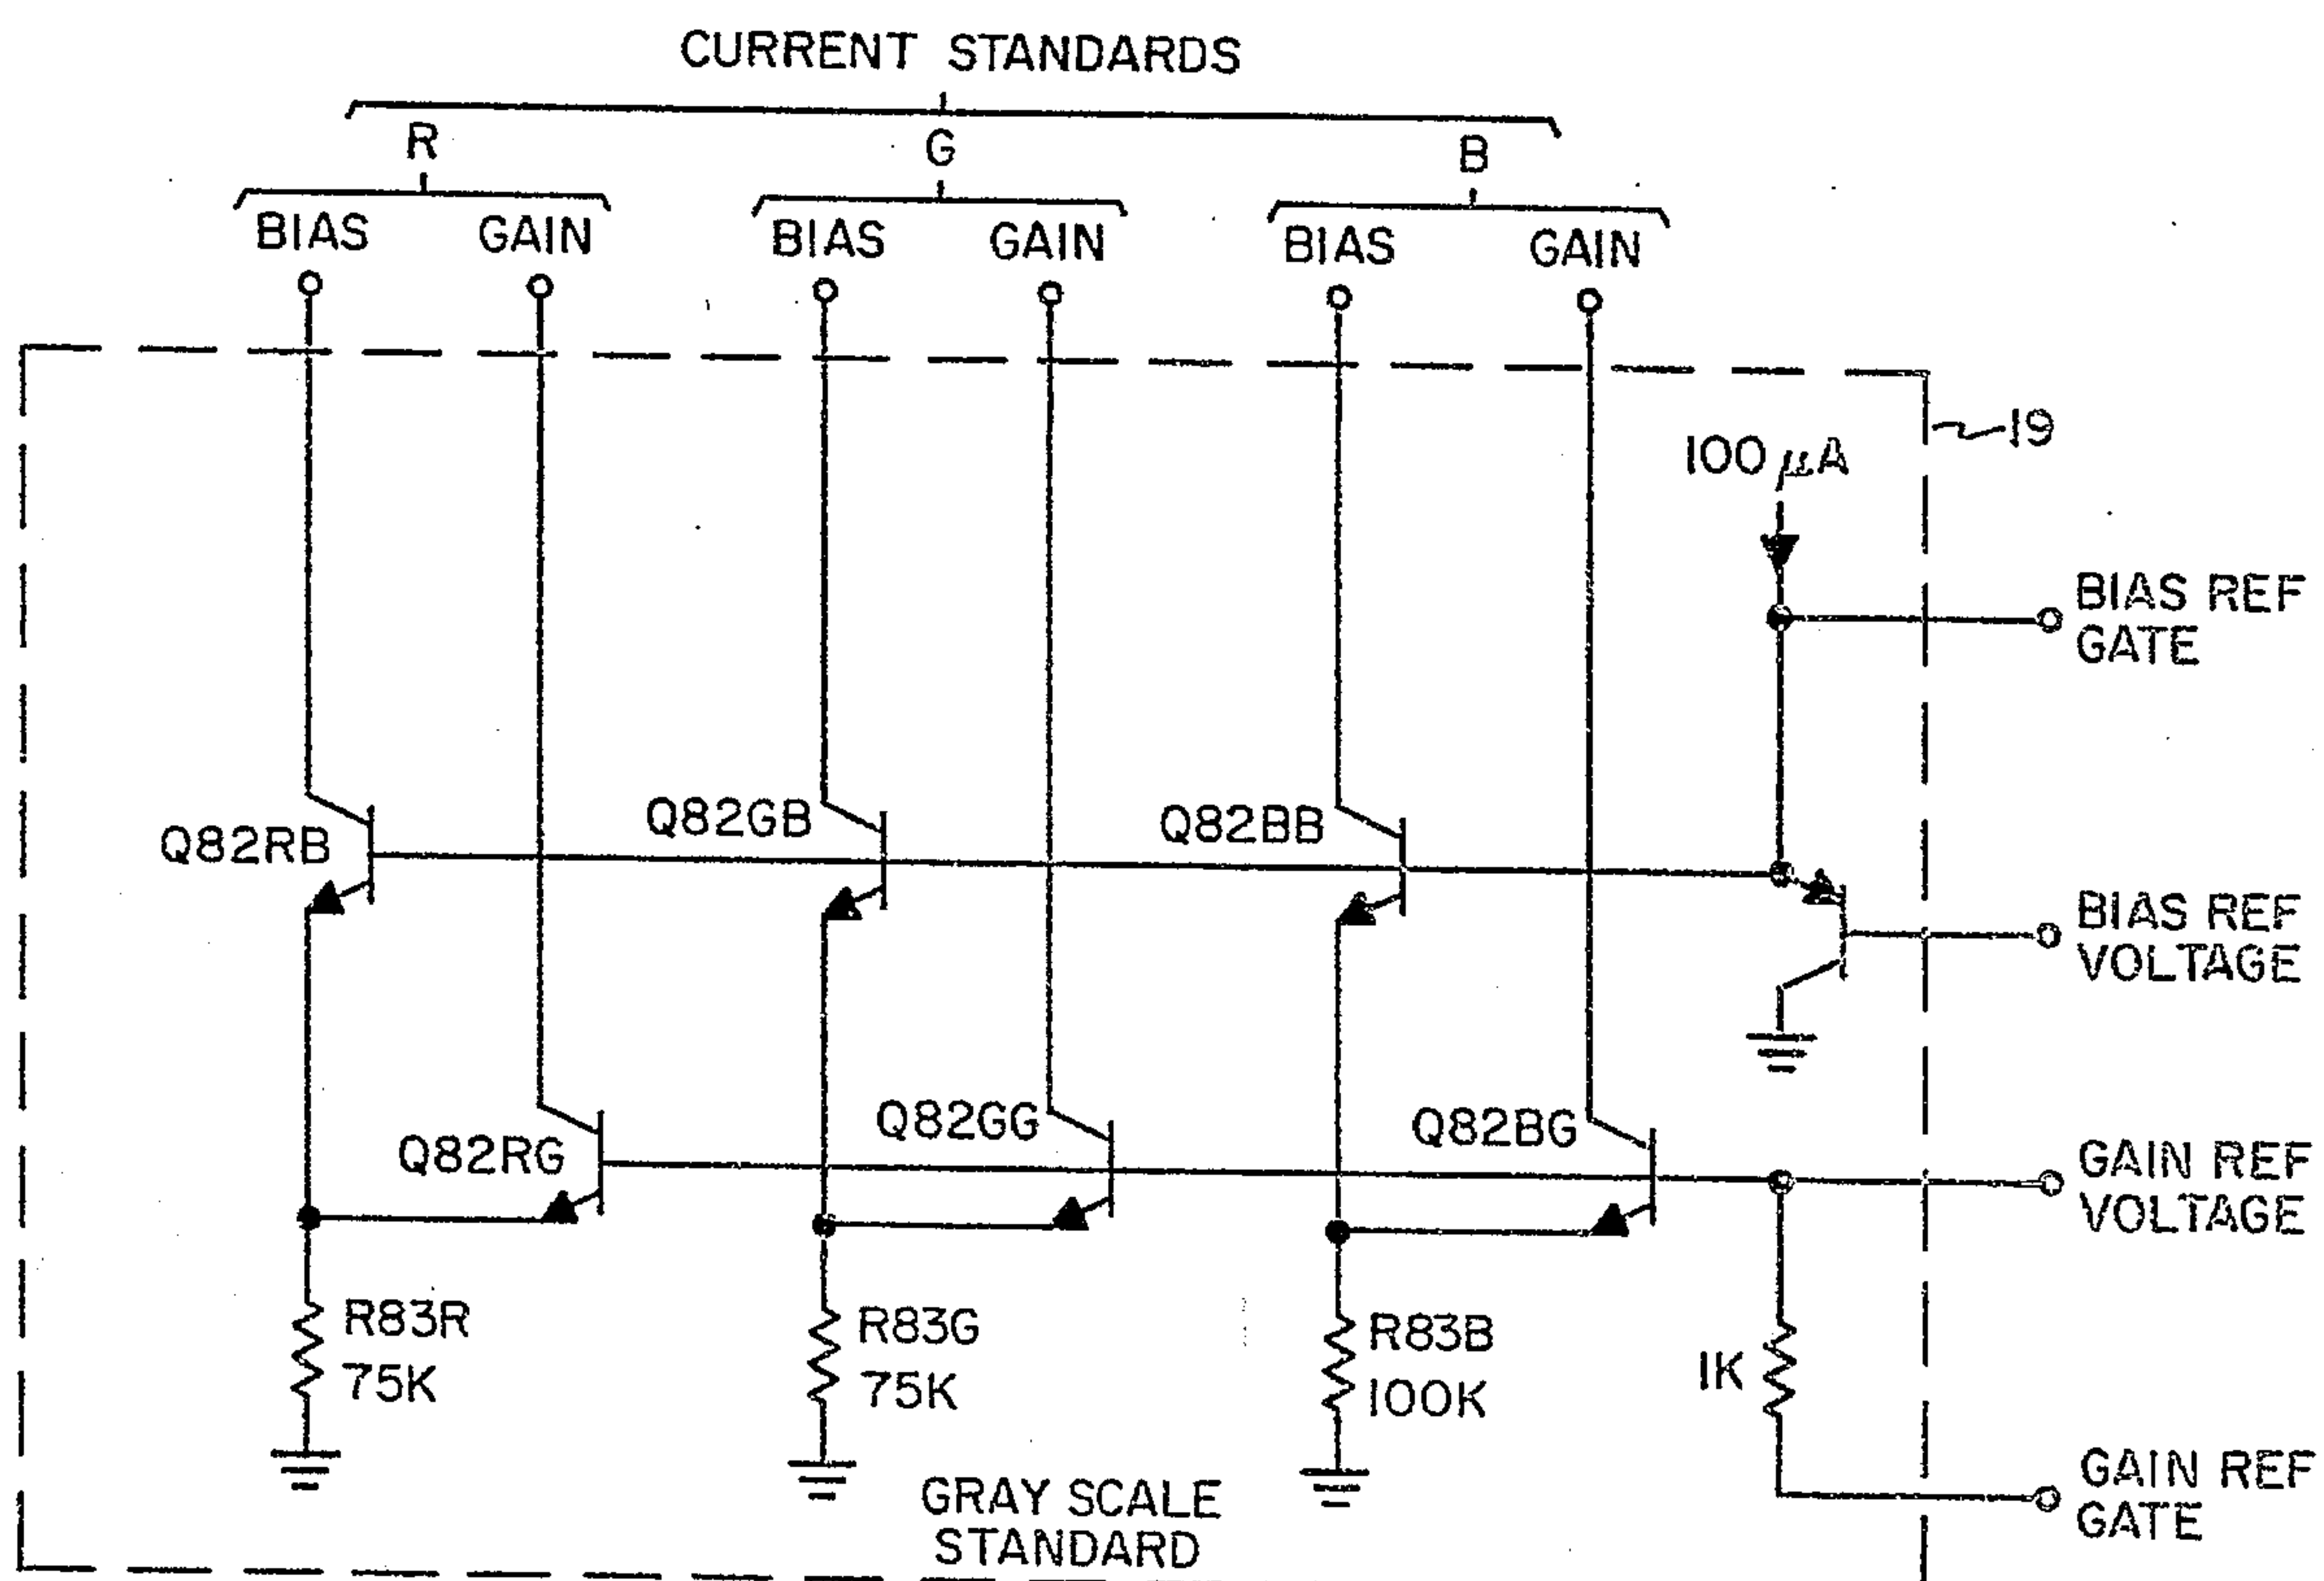 CURRENT STANDARDS
R
G
B
BIAS
GAIN
BIAS
GAIN
BIAS
GAIN
19
100 μA
BIAS REF
GATE
Q82RB
Q82GB
Q82BB
BIAS REF
VOLTAGE
Q82RG
Q82GG
Q82BG
GAIN REF
VOLTAGE
R83R
75K
R83G
75K
R83B
100K
1K
GAIN REF
GATE
GRAY SCALE
STANDARD